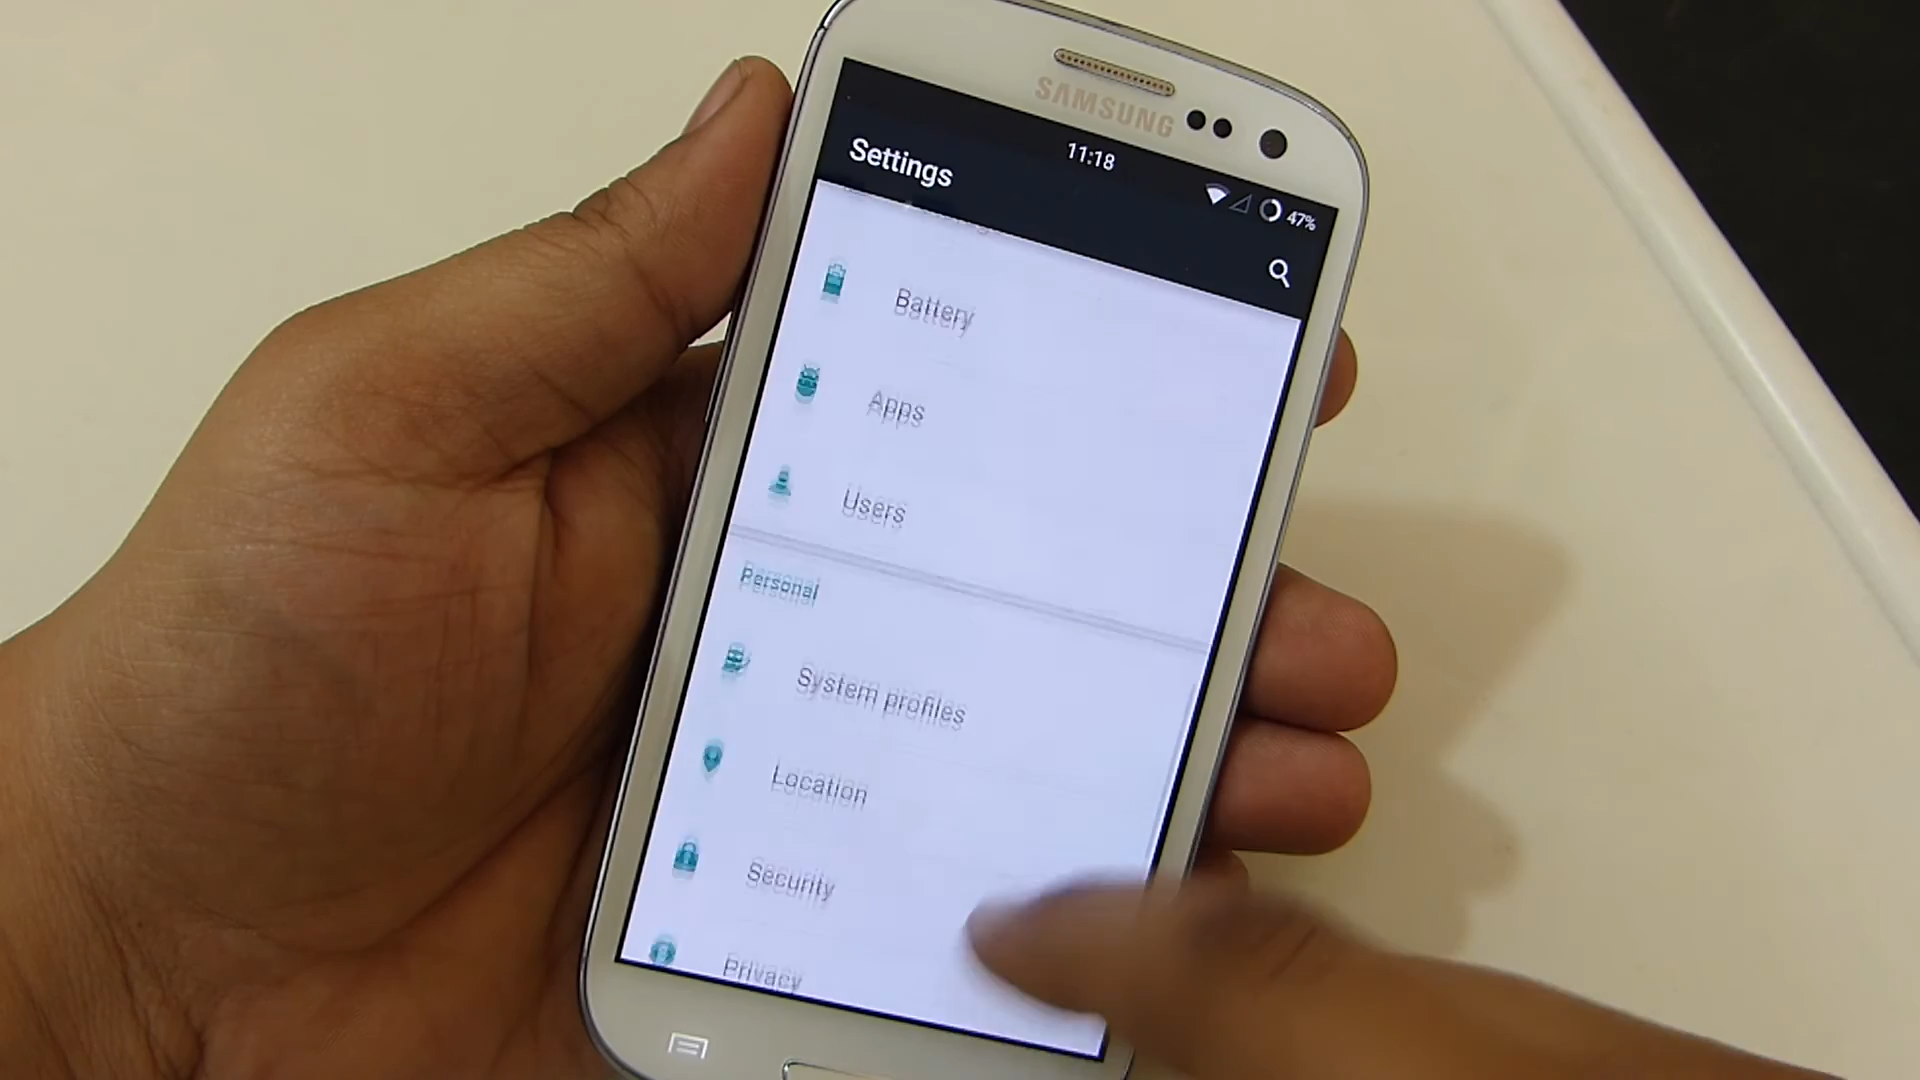 SAMSUNG
11:18
Settings
47%
Battery
Apps
Users
Personal
System profiles
Location
Security
Privacy